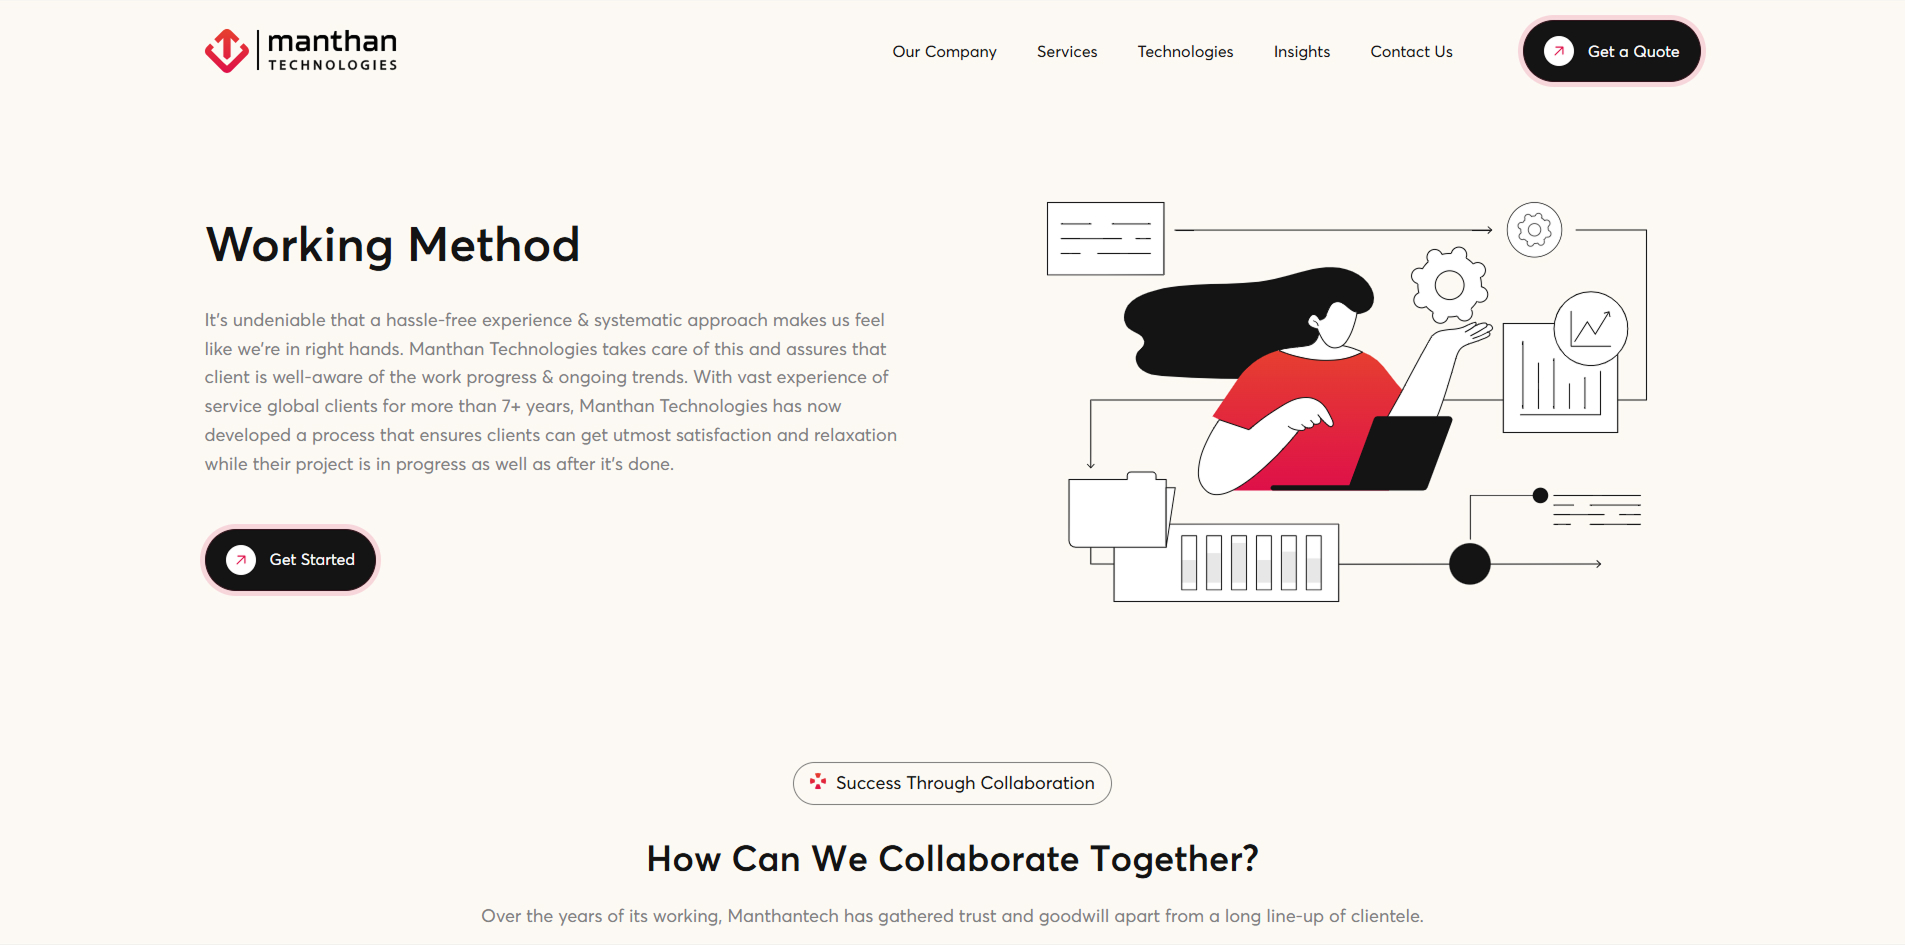 manthan
TECHNOLOGIES
Our Company
Services
Technologies
Insights
Contact Us
Get a Quote
Working Method
It's undeniable that a hassle-free experience & systematic approach makes us feel
like we're in right hands. Manthan Technologies takes care of this and assures that
client is well-aware of the work progress & ongoing trends. With vast experience of
service global clients for more than 7+ years, Manthan Technologies has now
developed a process that ensures clients can get utmost satisfaction and relaxation
while their project is in progress as well as after it's done.
Get Started
Success Through Collaboration
How Can We Collaborate Together?
Over the years of its working, Manthantech has gathered trust and goodwill apart from a long line-up of clientele.